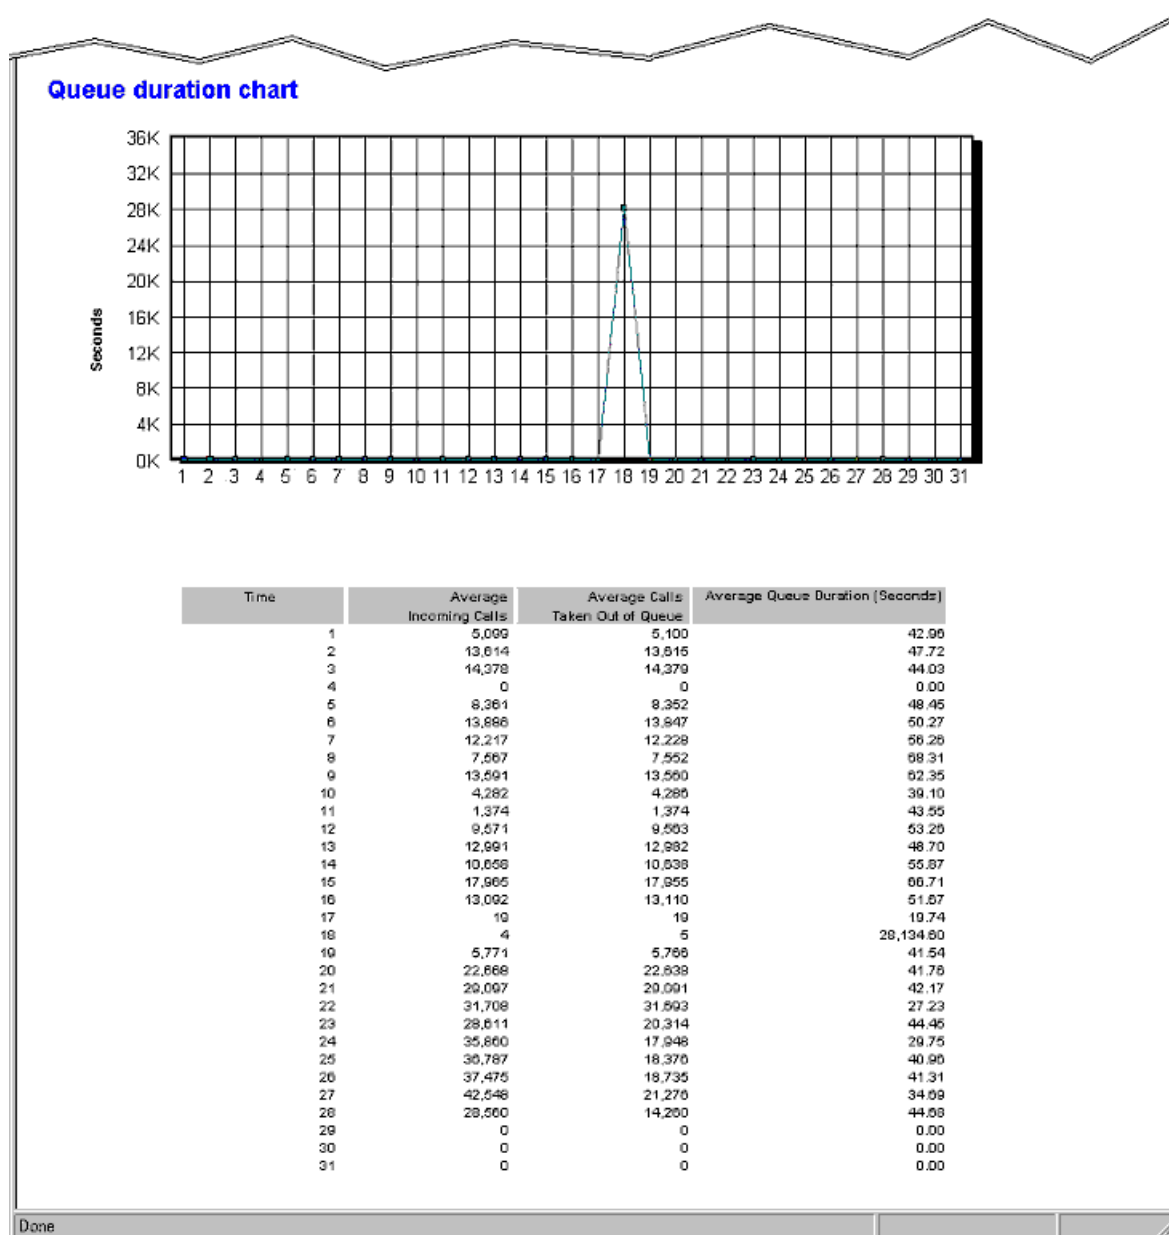 Queue duration chart
36K
32K
28K
24K
20K
16K
12K
8K
4K
0K
Seconds
1 2 3 4 5 6 7 8 9 10 11 12 13 14 15 16 17 18 19 20 21 22 23 24 25 26 27 28 29 30 31
Time Average Incoming Calls Average Calls Taken Out of Queue Average Queue Duration (Seconds)
1 5,099 5,100 42.96
2 13,614 13,615 47.72
3 14,378 14,379 44.03
4 0 0 0.00
5 8,361 8,352 48.45
6 13,886 13,847 50.27
7 12,217 12,228 56.26
8 7,567 7,552 68.31
9 13,591 13,560 62.35
10 4,282 4,286 39.10
11 1,374 1,374 43.55
12 9,571 9,563 53.26
13 12,991 12,982 48.70
14 10,658 10,638 55.87
15 17,965 17,955 66.71
16 13,092 13,110 51.67
17 19 19 19.74
18 4 5 28,134.60
19 5,771 5,766 41.54
20 22,668 22,638 41.76
21 29,097 29,091 42.17
22 31,708 31,693 27.23
23 28,611 20,314 44.45
24 35,860 17,948 29.75
25 36,787 18,376 40.96
26 37,475 18,735 41.31
27 42,548 21,276 34.69
28 28,560 14,260 44.68
29 0 0 0.00
30 0 0 0.00
31 0 0 0.00
Done